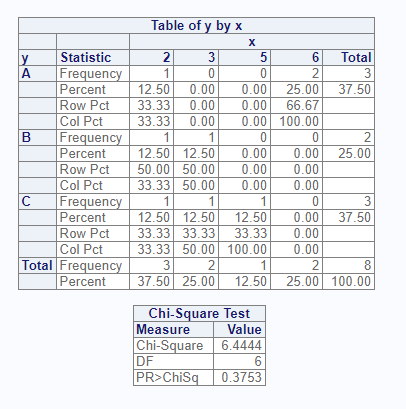 Table of y by x
x
y Statistic 2 3 5 6 Total
A Frequency 1 0 0 2 3
Percent 12.50 0.00 0.00 25.00 37.50
Row Pct 33.33 0.00 0.00 66.67
Col Pct 33.33 0.00 0.00 100.00
B Frequency 1 1 0 0 2
Percent 12.50 12.50 0.00 0.00 25.00
Row Pct 50.00 50.00 0.00 0.00
Col Pct 33.33 50.00 0.00 0.00
C Frequency 1 1 1 0 3
Percent 12.50 12.50 12.50 0.00 37.50
Row Pct 33.33 33.33 33.33 0.00
Col Pct 33.33 50.00 100.00 0.00
Total Frequency 3 2 1 2 8
Percent 37.50 25.00 12.50 25.00 100.00
Chi-Square Test
Measure Value
Chi-Square 6.4444
DF 6
PR>ChiSq 0.3753